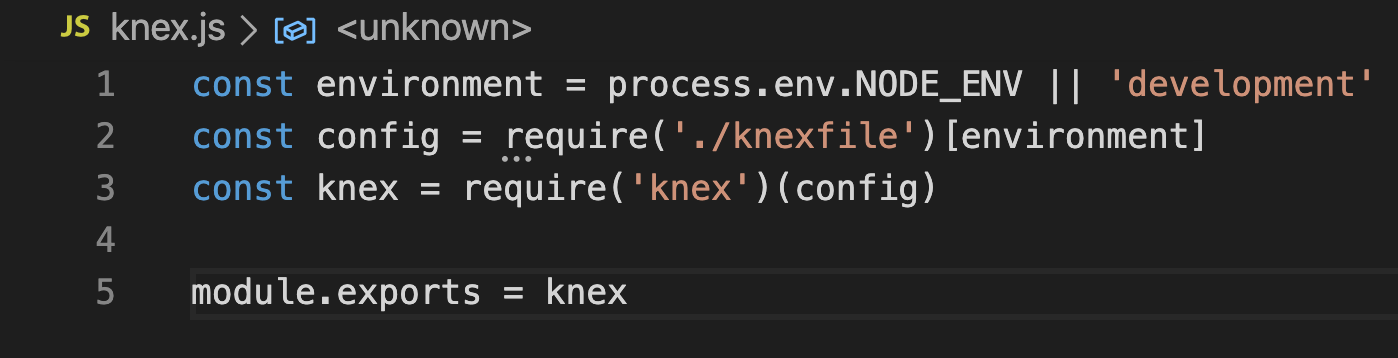 JS knex.js > <unknown>
1 const environment = process.env.NODE_ENV || 'development'
2 const config = require('./knexfile')[environment]
3 const knex = require('knex')(config)
4
5 module.exports = knex